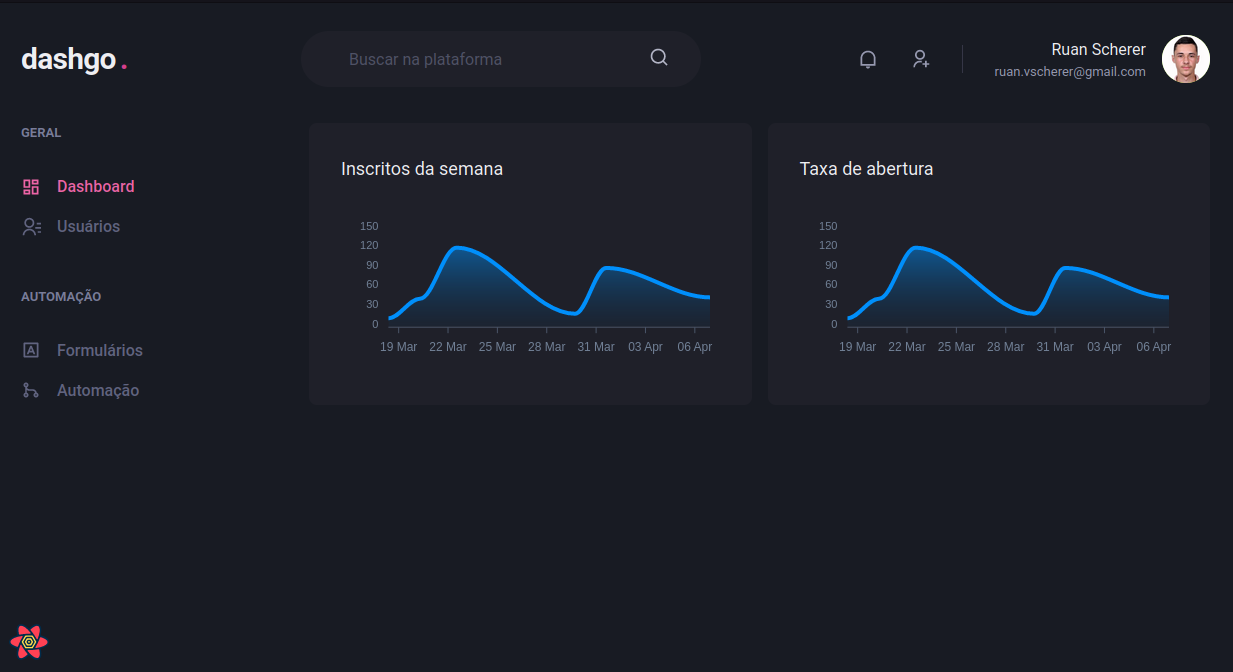 dashgo.
Buscar na plataforma
Ruan Scherer
ruan.vscherer@gmail.com
GERAL
Dashboard
Usuários
AUTOMAÇÃO
Formulários
Automação
Inscritos da semana
150
120
90
60
30
0
19 Mar 22 Mar 25 Mar 28 Mar 31 Mar 03 Apr 06 Apr
Taxa de abertura
150
120
90
60
30
0
19 Mar 22 Mar 25 Mar 28 Mar 31 Mar 03 Apr 06 Apr